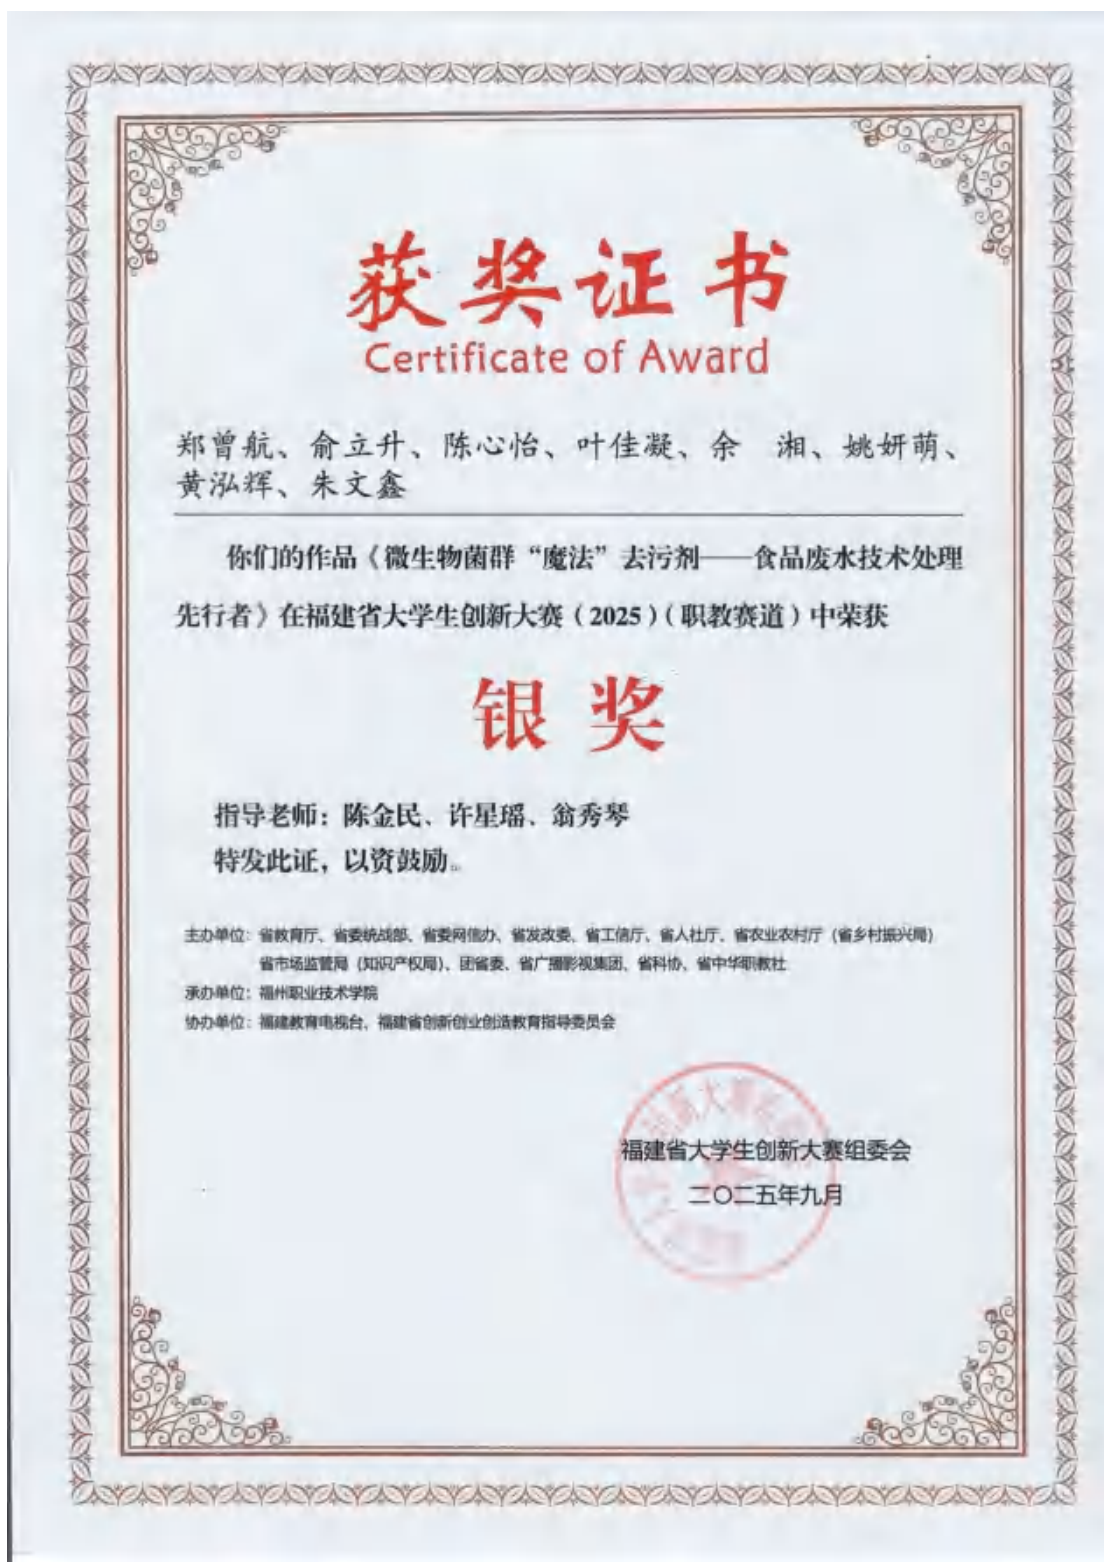 获奖证书
Certificate of Award
郑曾航、俞立升、陈心怡、叶佳凝、余　湘、姚妍萌、
黄泓辉、朱文鑫
你们的作品《微生物菌群“魔法”去污剂——食品废水技术处理
先行者》在福建省大学生创新大赛（2025）（职教赛道）中荣获
银奖
指导老师：陈金民、许星瑶、翁秀琴
特发此证，以资鼓励。
主办单位：省教育厅、省委统战部、省委网信办、省发改委、省工信厅、省人社厅、省农业农村厅（省乡村振兴局）
省市场监管局（知识产权局）、团省委、省广播影视集团、省科协、省中华职教社
承办单位：福州职业技术学院
协办单位：福建教育电视台、福建省创新创业创造教育指导委员会
福建省大学生创新大赛组委会
二〇二五年九月